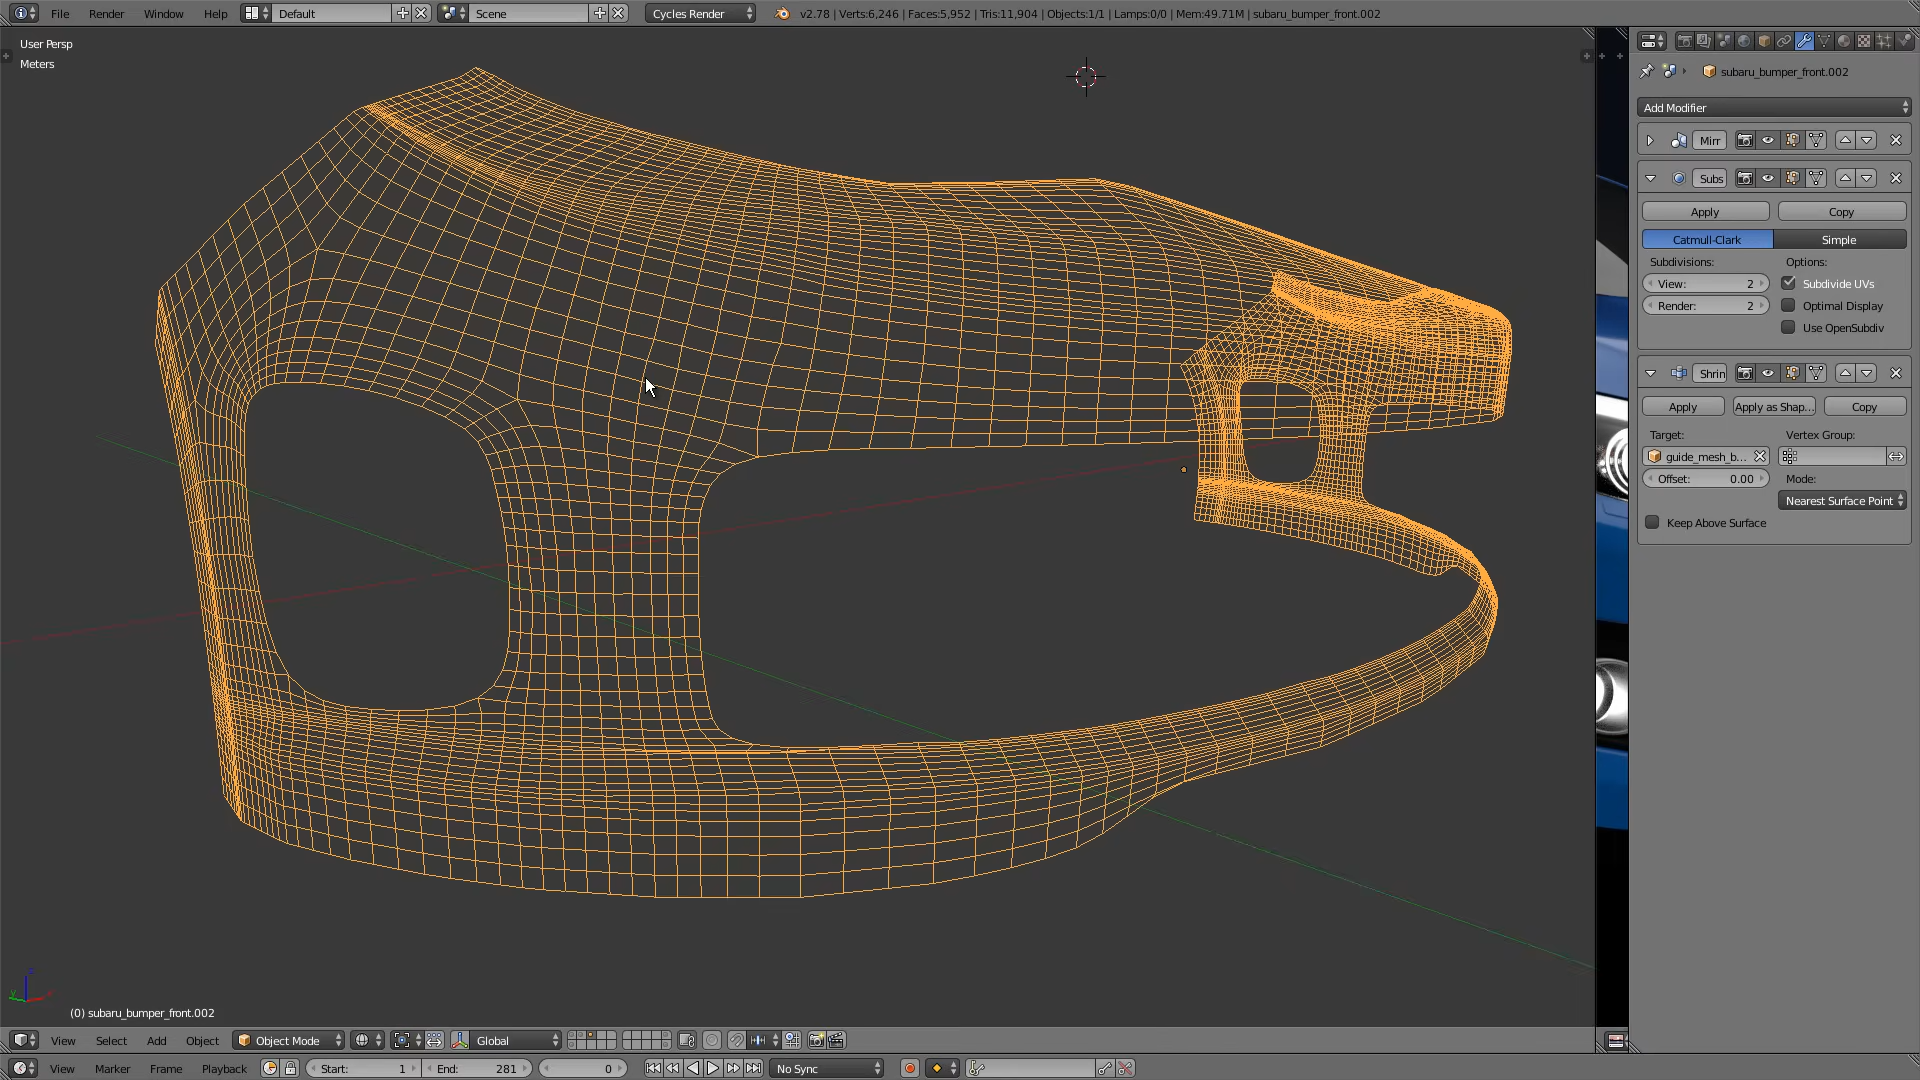 File Render Window Help Default Scene Cycles Render v2.78 | Verts:6,246 | Faces:5,952 | Tris:11,904 | Objects:1/1 | Lamps:0/0 | Mem:49.71M | subaru_bumper_front.002
User Persp
Meters
subaru_bumper_front.002
Add Modifier
Mirr
Subs
Apply Copy
Catmull-Clark Simple
Subdivisions: Options:
View: 2 Subdivide UVs
Render: 2 Optimal Display
Use OpenSubdiv
Shrin
Apply Apply as Shap... Copy
Target: Vertex Group:
guide_mesh_b...
Offset: 0.00 Mode:
Nearest Surface Point
Keep Above Surface
(0) subaru_bumper_front.002
View Select Add Object Object Mode Global
View Marker Frame Playback Start: 1 End: 281 0 No Sync